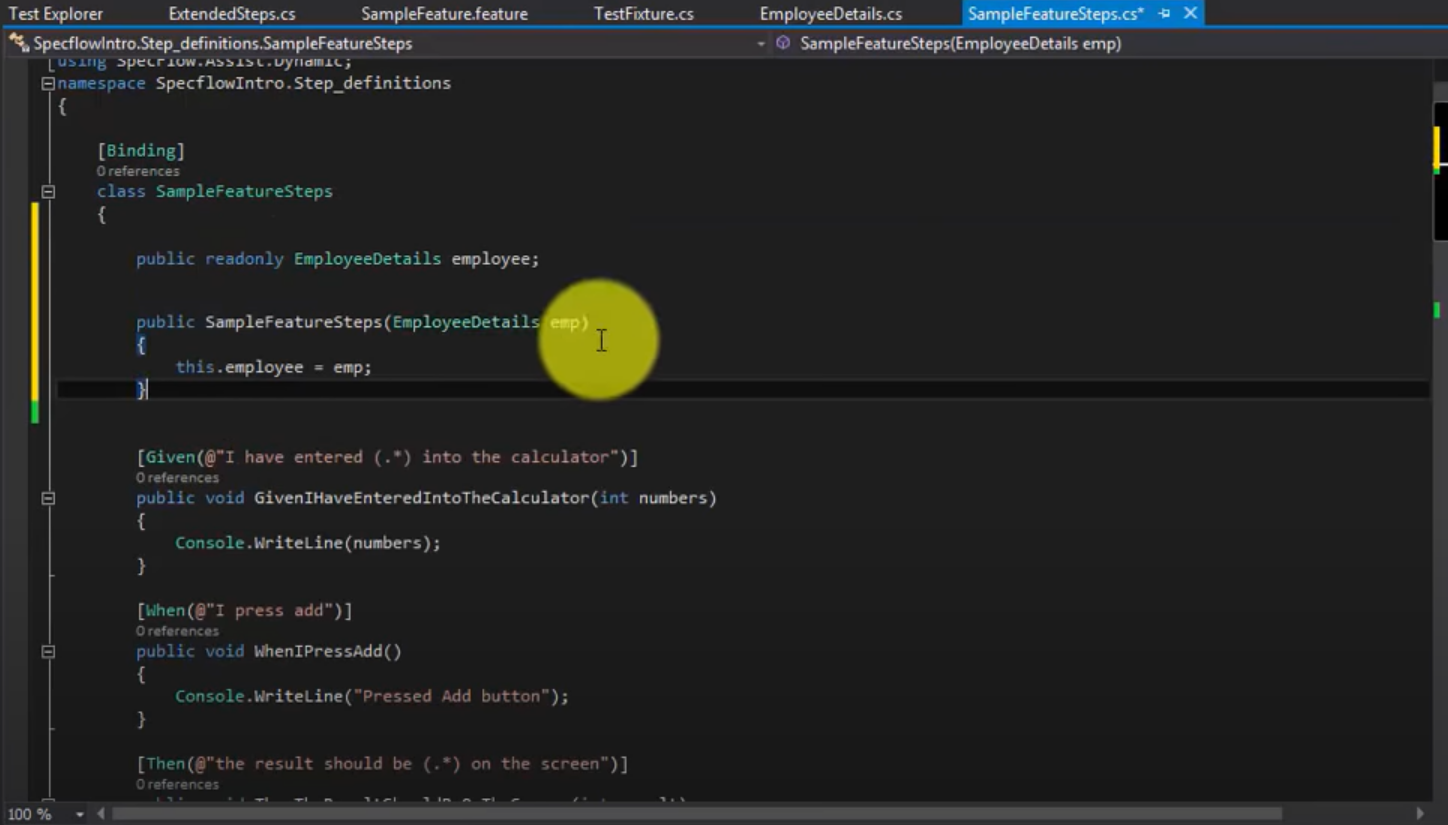 Test Explorer ExtendedSteps.cs SampleFeature.feature TestFixture.cs EmployeeDetails.cs SampleFeatureSteps.cs*
SpecflowIntro.Step_definitions.SampleFeatureSteps SampleFeatureSteps(EmployeeDetails emp)
using SpecFlow.Assist.Dynamic;
namespace SpecflowIntro.Step_definitions
{
[Binding]
0 references
class SampleFeatureSteps
{
public readonly EmployeeDetails employee;
public SampleFeatureSteps(EmployeeDetails emp)
{
this.employee = emp;
}
[Given(@"I have entered (.*) into the calculator")]
0 references
public void GivenIHaveEnteredIntoTheCalculator(int numbers)
{
Console.WriteLine(numbers);
}
[When(@"I press add")]
0 references
public void WhenIPressAdd()
{
Console.WriteLine("Pressed Add button");
}
[Then(@"the result should be (.*) on the screen")]
0 references
100 %